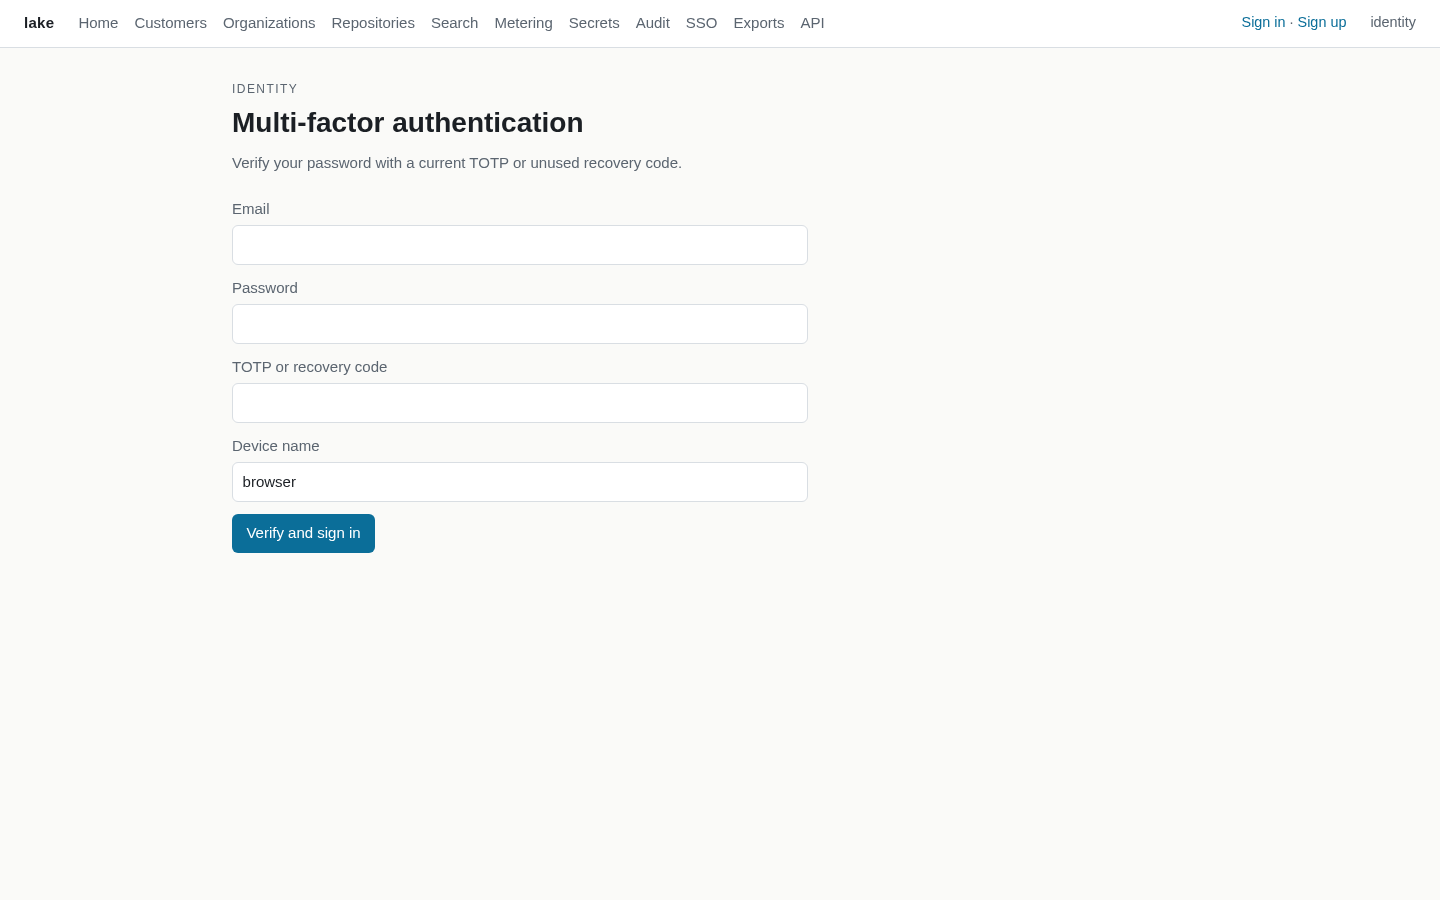 lake Home Customers Organizations Repositories Search Metering Secrets Audit SSO Exports API Sign in · Sign up identity
IDENTITY
Multi-factor authentication
Verify your password with a current TOTP or unused recovery code.
Email
Password
TOTP or recovery code
Device name
browser
Verify and sign in